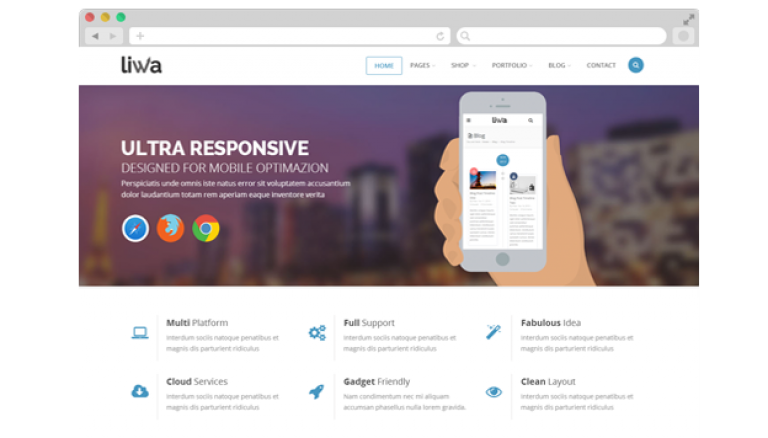 liwa
HOME PAGES SHOP PORTFOLIO BLOG CONTACT
ULTRA RESPONSIVE
DESIGNED FOR MOBILE OPTIMAZION
Perspiciatis unde omnis iste natus error sit voluptatem accusantium
dolor laudantium totam rem aperiam eaque inventore verita
liwa
Blog
Multi Platform
Interdum sociis natoque penatibus et
magnis dis parturient ridiculus
Full Support
Interdum sociis natoque penatibus et
magnis dis parturient ridiculus
Fabulous Idea
Interdum sociis natoque penatibus et
magnis dis parturient ridiculus
Cloud Services
Interdum sociis natoque penatibus et
magnis dis parturient ridiculus
Gadget Friendly
Nam condimentum nec mi aliquam
accumsan phasellus nulla lorem gravida.
Clean Layout
Interdum sociis natoque penatibus et
magnis dis parturient ridiculus